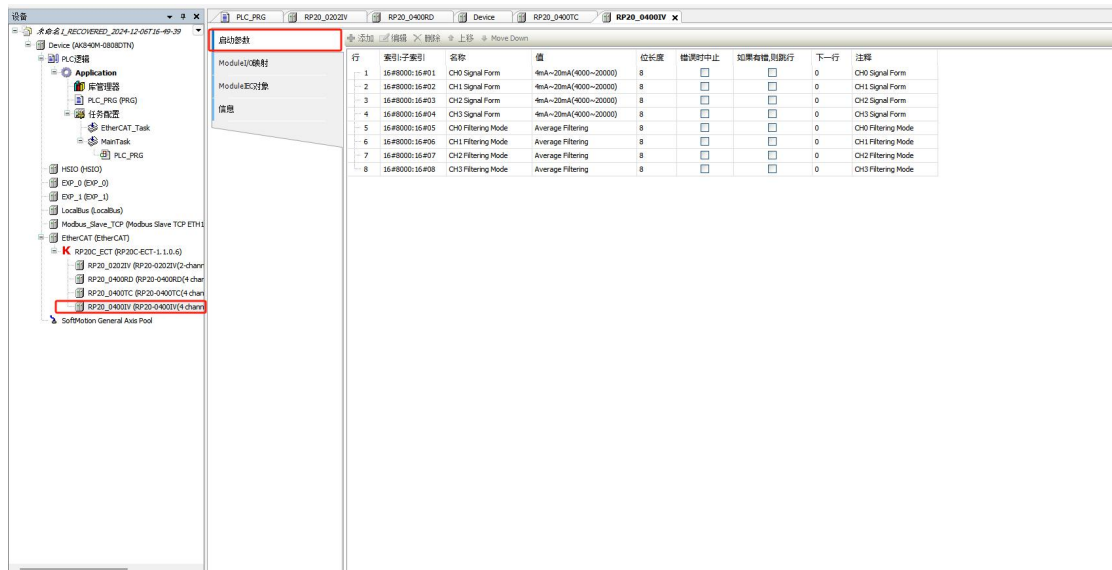 设备
未命名1_RECOVERED_2024-12-06T16-49-39
Device (AK840M-0808DTN)
PLC逻辑
Application
库管理器
PLC_PRG (PRG)
任务配置
EtherCAT_Task
MainTask
PLC_PRG
HSIO (HSIO)
EXP_0 (EXP_0)
EXP_1 (EXP_1)
LocalBus (LocalBus)
Modbus_Slave_TCP (Modbus Slave TCP ETH1
EtherCAT (EtherCAT)
K RP20C_ECT (RP20C-ECT-1.1.0.6)
RP20_0202IV (RP20-0202IV(2-chann
RP20_0400RD (RP20-0400RD(4 char
RP20_0400TC (RP20-0400TC(4 chan
RP20_0400IV (RP20-0400IV(4 chann
SoftMotion General Axis Pool
PLC_PRG RP20_0202IV RP20_0400RD Device RP20_0400TC RP20_0400IV
启动参数
ModuleI/O映射
ModuleIEC对象
信息
添加 编辑 删除 上移 Move Down
行 索引:子索引 名称 值 位长度 错误时中止 如果有错,则跳行 下一行 注释
1 16#8000:16#01 CH0 Signal Form 4mA~20mA(4000~20000) 8 0 CH0 Signal Form
2 16#8000:16#02 CH1 Signal Form 4mA~20mA(4000~20000) 8 0 CH1 Signal Form
3 16#8000:16#03 CH2 Signal Form 4mA~20mA(4000~20000) 8 0 CH2 Signal Form
4 16#8000:16#04 CH3 Signal Form 4mA~20mA(4000~20000) 8 0 CH3 Signal Form
5 16#8000:16#05 CH0 Filtering Mode Average Filtering 8 0 CH0 Filtering Mode
6 16#8000:16#06 CH1 Filtering Mode Average Filtering 8 0 CH1 Filtering Mode
7 16#8000:16#07 CH2 Filtering Mode Average Filtering 8 0 CH2 Filtering Mode
8 16#8000:16#08 CH3 Filtering Mode Average Filtering 8 0 CH3 Filtering Mode